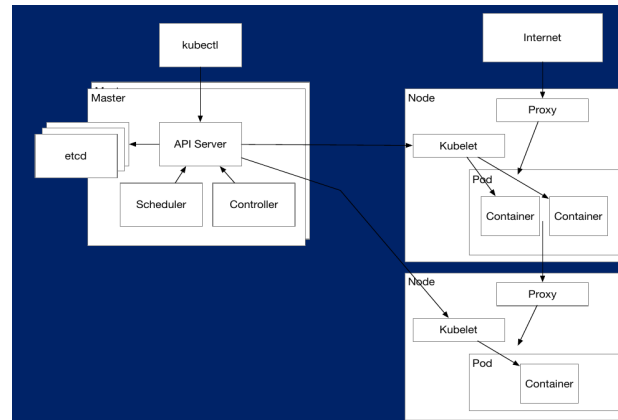 kubectl
Internet
Master
Node
Proxy
API Server
Kubelet
etcd
Pod
Scheduler
Controller
Container
Container
Node
Proxy
Kubelet
Pod
Container